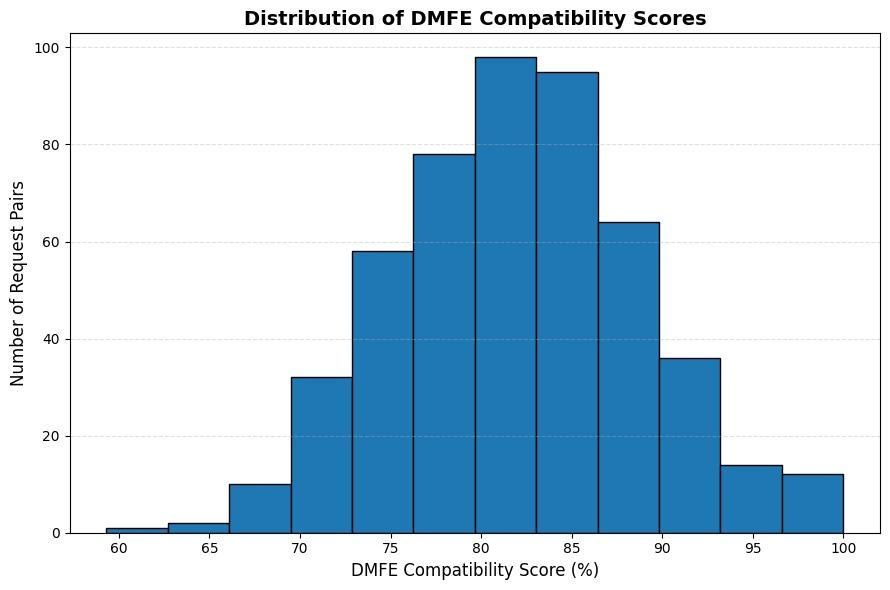 Distribution of DMFE Compatibility Scores
100
80
60
40
20
0
Number of Request Pairs
60 65 70 75 80 85 90 95 100
DMFE Compatibility Score (%)